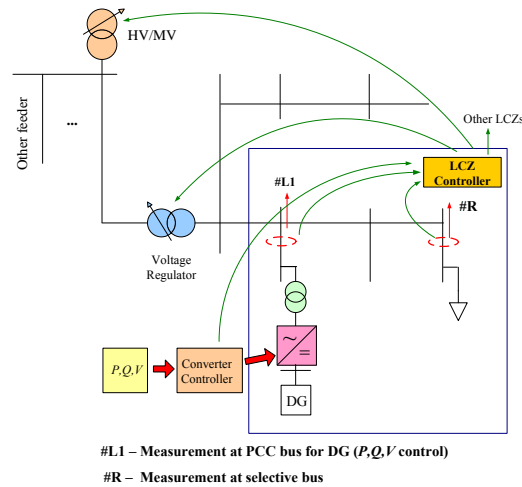 HV/MV
Other feeder
...
Other LCZs
LCZ
Controller
#L1
#R
Voltage
Regulator
~
=
P,Q,V
Converter
Controller
DG
#L1 – Measurement at PCC bus for DG (P,Q,V control)
#R – Measurement at selective bus